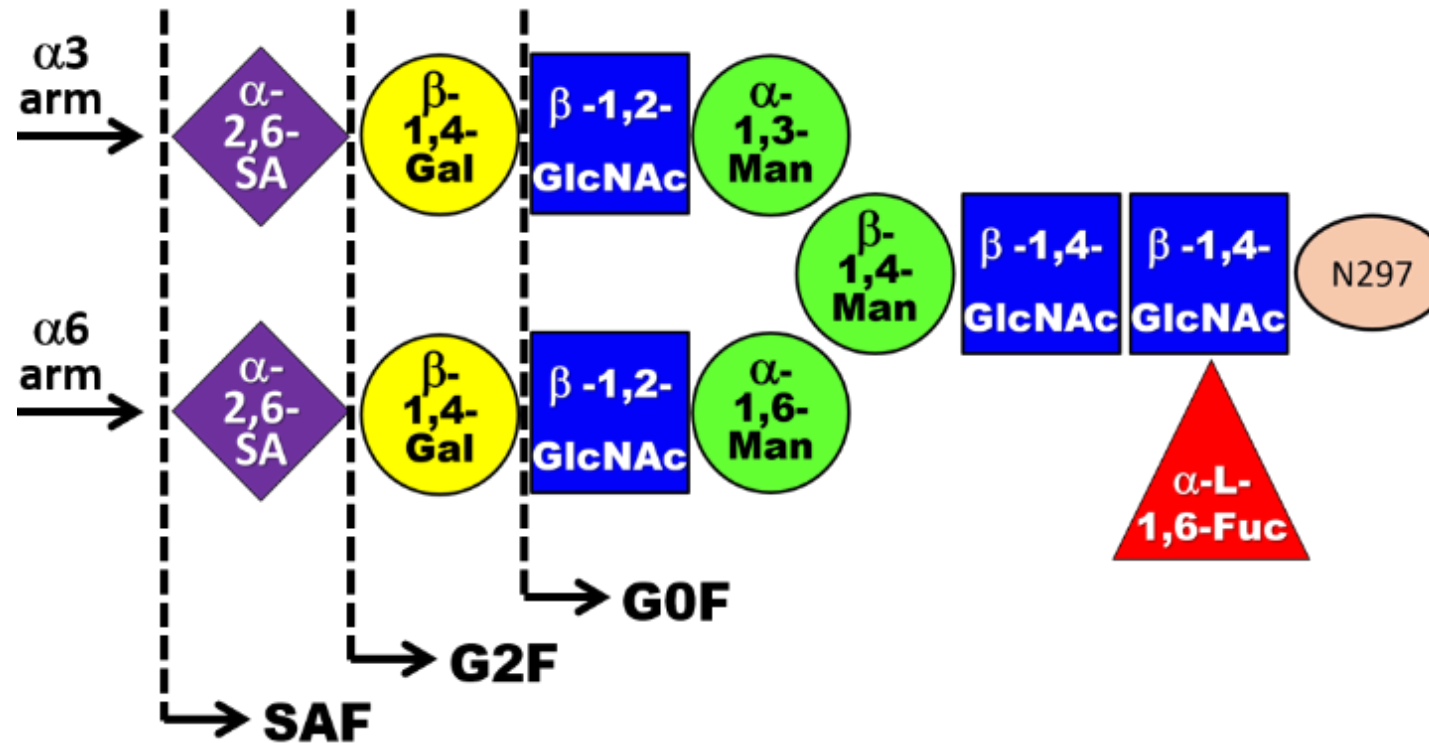 α3
arm
α-
2,6-
SA
β-
1,4-
Gal
β -1,2-
GlcNAc
α-
1,3-
Man
β-
1,4-
Man
β -1,4-
GlcNAc
β -1,4-
GlcNAc
N297
α6
arm
α-
2,6-
SA
β-
1,4-
Gal
β -1,2-
GlcNAc
α-
1,6-
Man
α-L-
1,6-Fuc
G0F
G2F
SAF